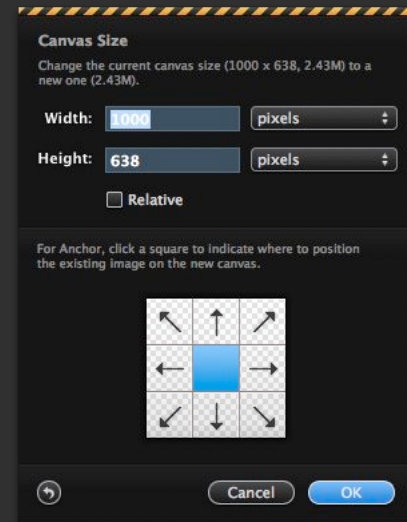 Canvas Size
Change the current canvas size (1000 x 638, 2.43M) to a
new one (2.43M).
Width: 1000 pixels
Height: 638 pixels
Relative
For Anchor, click a square to indicate where to position
the existing image on the new canvas.
Cancel OK